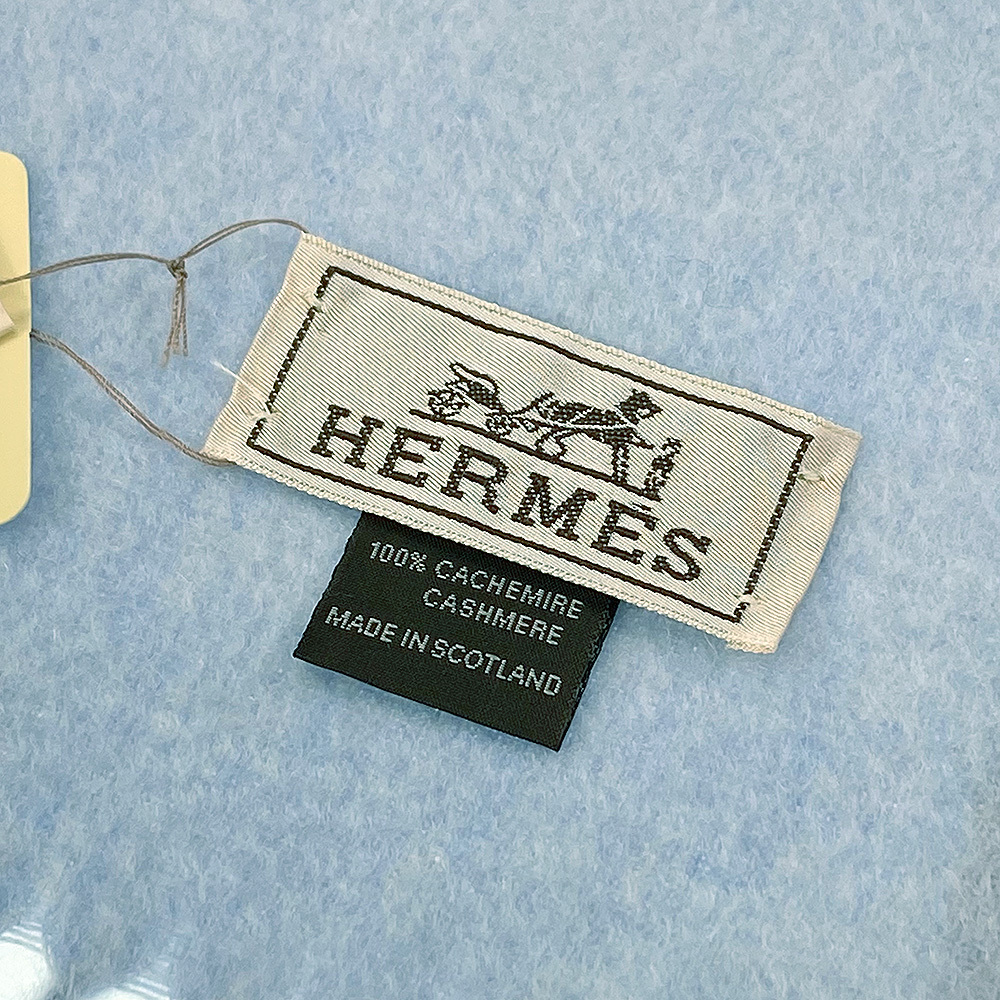 HERMES
100% CACHEMIRE
CASHMERE
MADE IN SCOTLAND